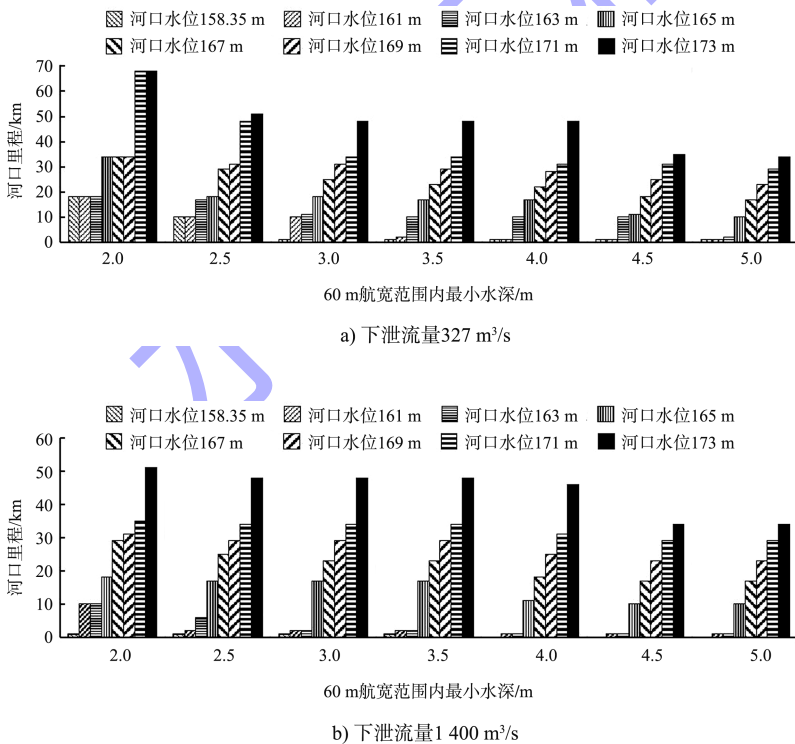 河口水位158.35 m 河口水位161 m 河口水位163 m 河口水位165 m
河口水位167 m 河口水位169 m 河口水位171 m 河口水位173 m
70
60
50
40
30
20
10
0
河口里程/km
2.0 2.5 3.0 3.5 4.0 4.5 5.0
60 m航宽范围内最小水深/m
a) 下泄流量327 m³/s
河口水位158.35 m 河口水位161 m 河口水位163 m 河口水位165 m
河口水位167 m 河口水位169 m 河口水位171 m 河口水位173 m
60
50
40
30
20
10
0
河口里程/km
2.0 2.5 3.0 3.5 4.0 4.5 5.0
60 m航宽范围内最小水深/m
b) 下泄流量1 400 m³/s